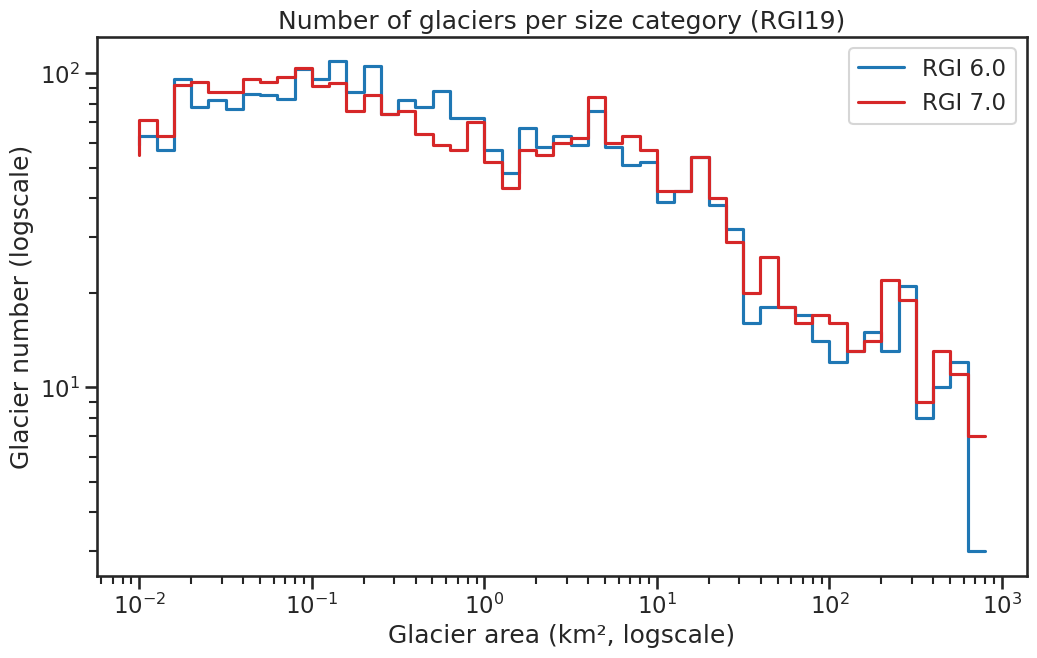 Number of glaciers per size category (RGI19)
RGI 6.0
RGI 7.0
Glacier number (logscale)
10²
10¹
10⁻² 10⁻¹ 10⁰ 10¹ 10² 10³
Glacier area (km², logscale)